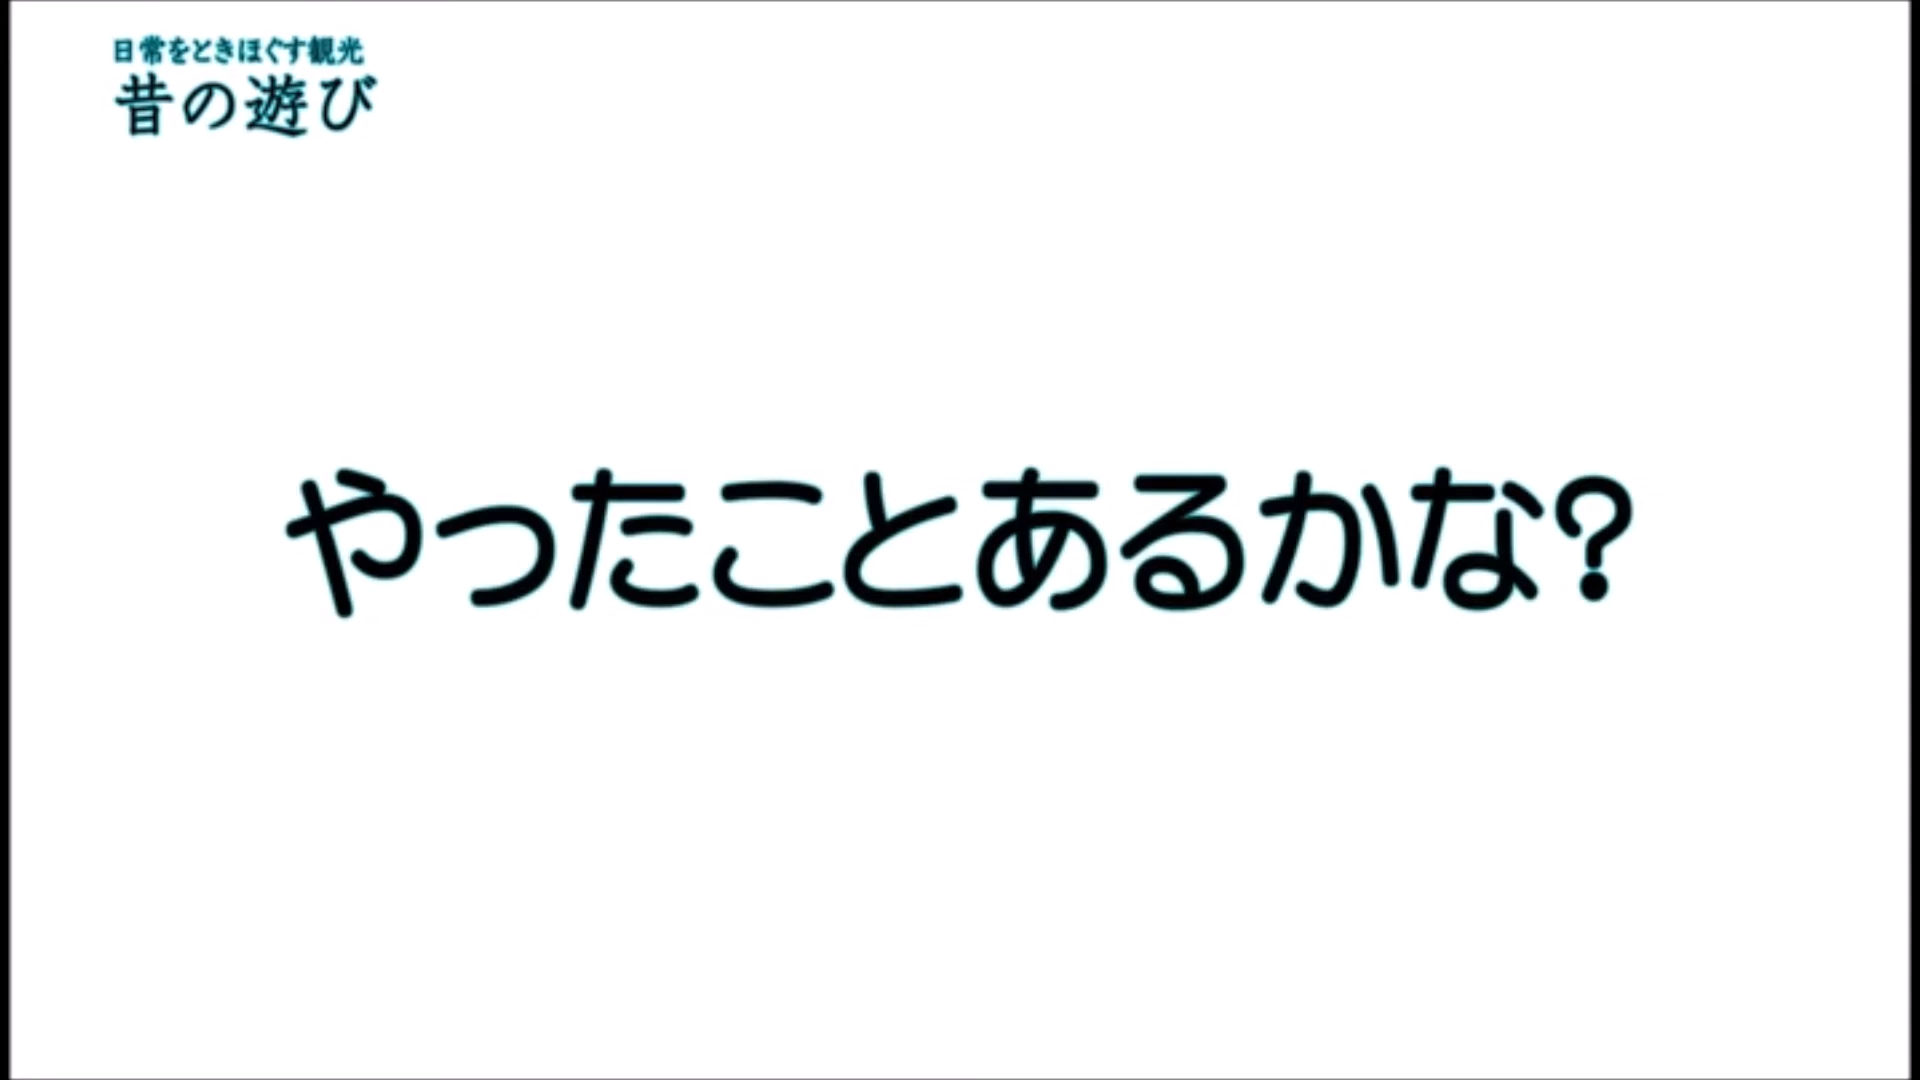 日常をときほぐす観光
昔の遊び
やったことあるかな?